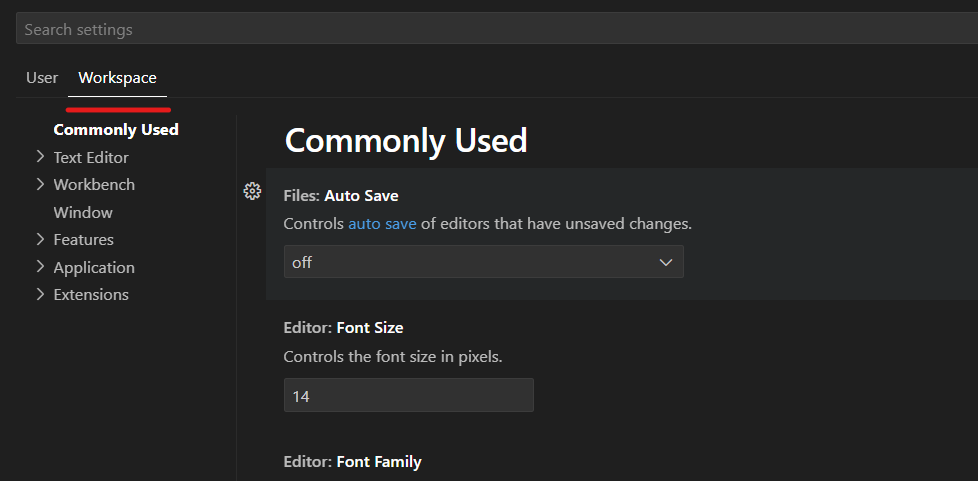 Search settings
User Workspace
Commonly Used
Text Editor
Workbench
Window
Features
Application
Extensions
Commonly Used
Files: Auto Save
Controls auto save of editors that have unsaved changes.
off
Editor: Font Size
Controls the font size in pixels.
14
Editor: Font Family